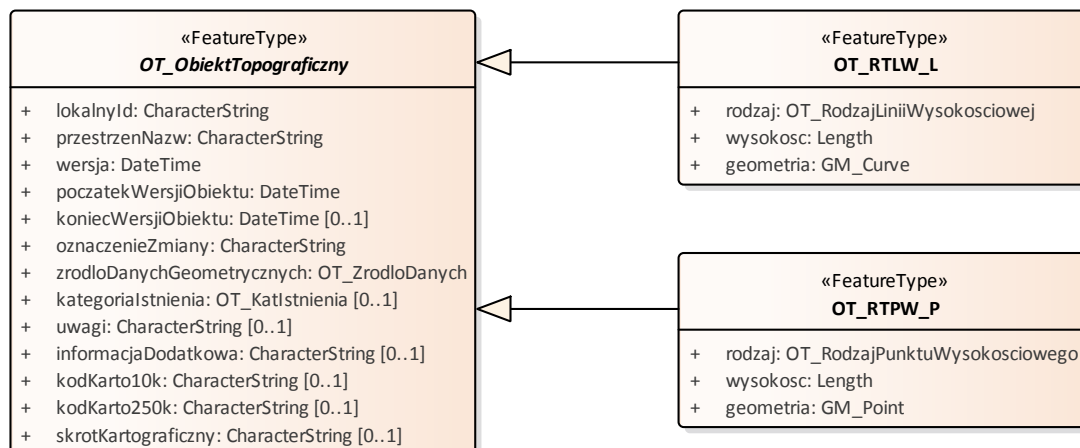 «FeatureType»
OT_ObiektTopograficzny
+ lokalnyId: CharacterString
+ przestrzenNazw: CharacterString
+ wersja: DateTime
+ poczatekWersjiObiektu: DateTime
+ koniecWersjiObiektu: DateTime [0..1]
+ oznaczenieZmiany: CharacterString
+ zrodloDanychGeometrycznych: OT_ZrodloDanych
+ kategoriaIstnienia: OT_KatIstnienia [0..1]
+ uwagi: CharacterString [0..1]
+ informacjaDodatkowa: CharacterString [0..1]
+ kodKarto10k: CharacterString [0..1]
+ kodKarto250k: CharacterString [0..1]
+ skrotKartograficzny: CharacterString [0..1]
«FeatureType»
OT_RTLW_L
+ rodzaj: OT_RodzajLiniiWysokosciowej
+ wysokosc: Length
+ geometria: GM_Curve
«FeatureType»
OT_RTPW_P
+ rodzaj: OT_RodzajPunktuWysokosciowego
+ wysokosc: Length
+ geometria: GM_Point